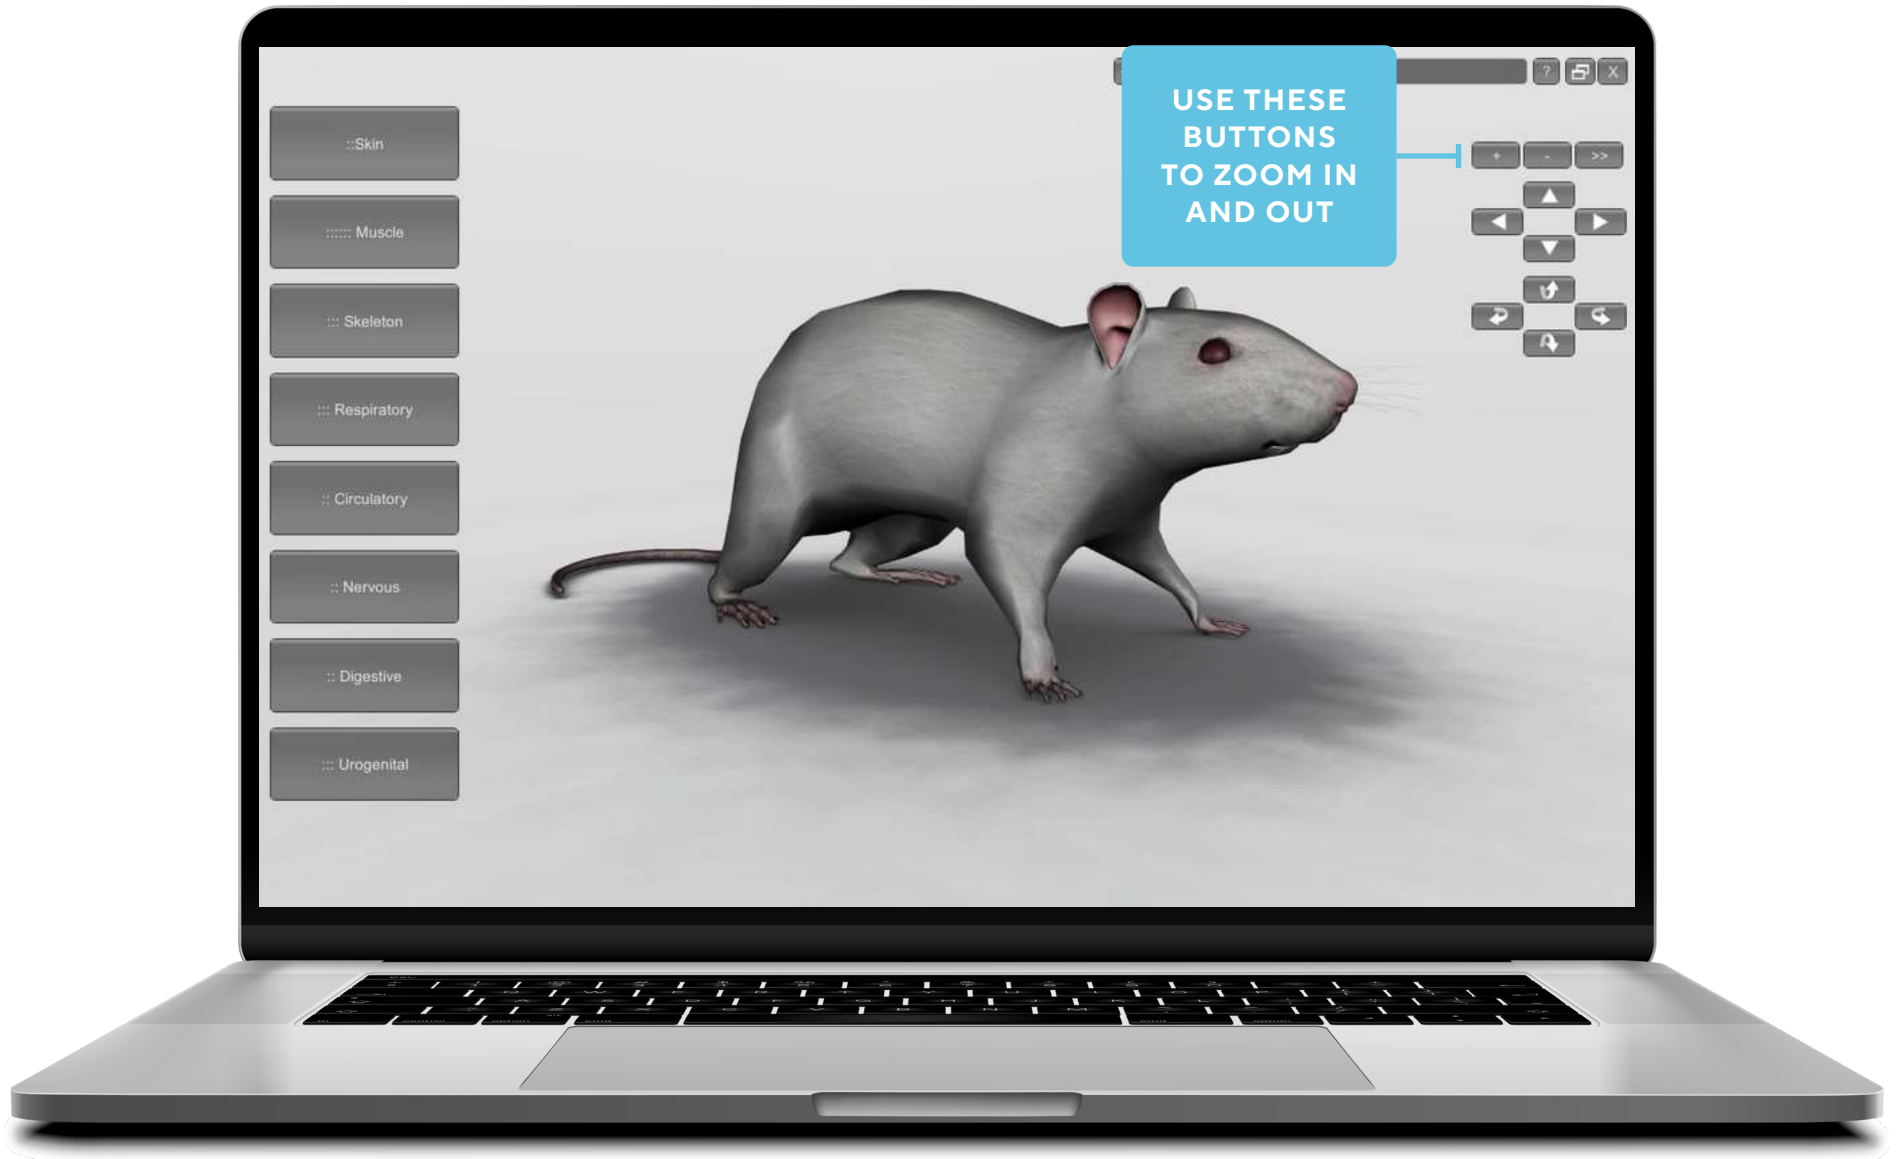 USE THESE
BUTTONS
TO ZOOM IN
AND OUT
?
X
+ - >>
::Skin
:::::: Muscle
::: Skeleton
::: Respiratory
:: Circulatory
:: Nervous
:: Digestive
::: Urogenital